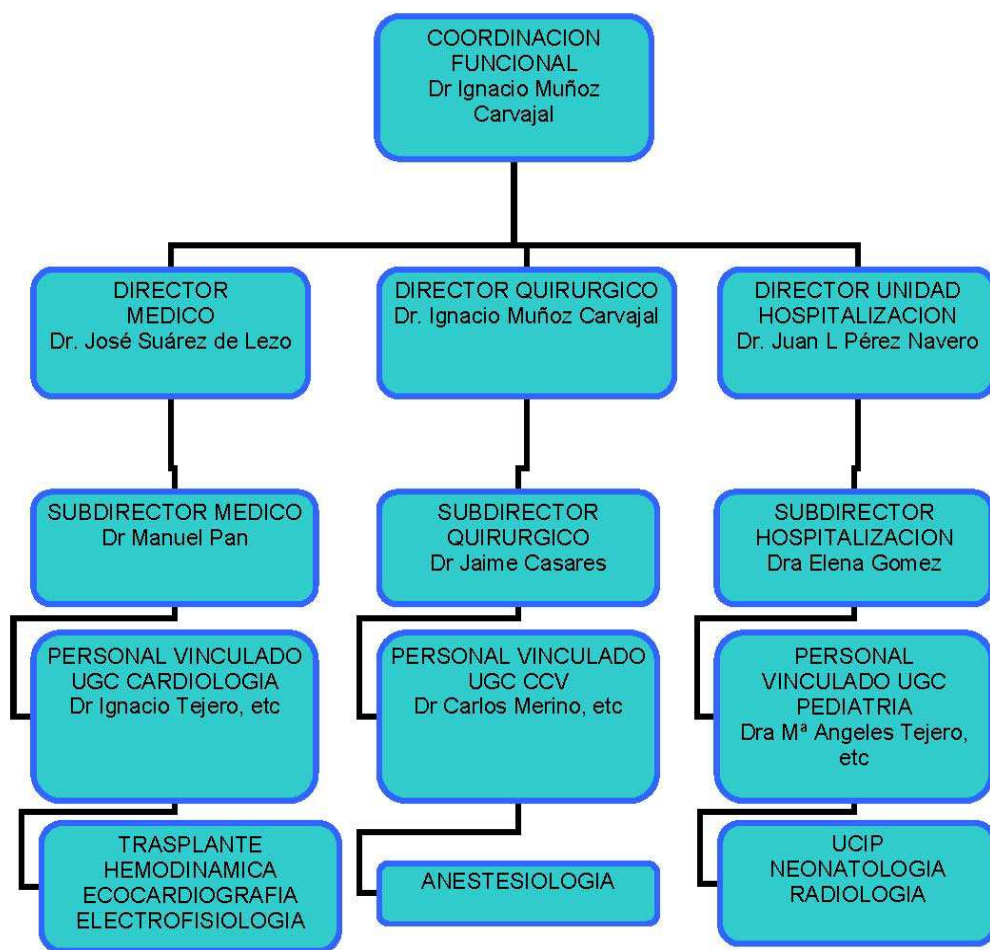 COORDINACION
FUNCIONAL
Dr Ignacio Muñoz
Carvajal
DIRECTOR
MEDICO
Dr. José Suárez de Lezo
DIRECTOR QUIRURGICO
Dr. Ignacio Muñoz Carvajal
DIRECTOR UNIDAD
HOSPITALIZACION
Dr. Juan L Pérez Navero
SUBDIRECTOR MEDICO
Dr Manuel Pan
SUBDIRECTOR
QUIRURGICO
Dr Jaime Casares
SUBDIRECTOR
HOSPITALIZACION
Dra Elena Gomez
PERSONAL VINCULADO
UGC CARDIOLOGIA
Dr Ignacio Tejero, etc
PERSONAL VINCULADO
UGC CCV
Dr Carlos Merino, etc
PERSONAL
VINCULADO UGC
PEDIATRIA
Dra Mª Angeles Tejero,
etc
TRASPLANTE
HEMODINAMICA
ECOCARDIOGRAFIA
ELECTROFISIOLOGIA
ANESTESIOLOGIA
UCIP
NEONATOLOGIA
RADIOLOGIA